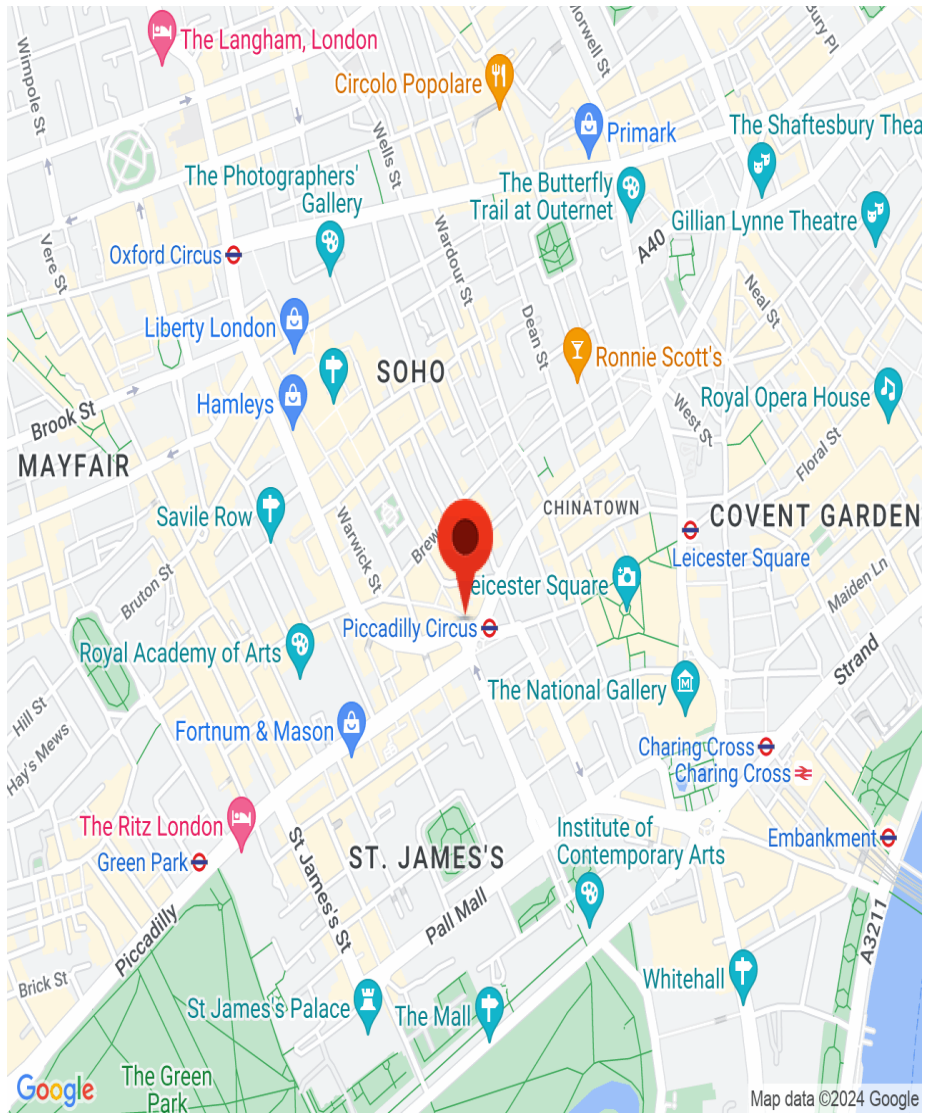 Wimpole St
The Langham, London
Morwell St
Circolo Popolare
Primark
The Shaftesbury Thea
Wells St
The Photographers'
Gallery
The Butterfly
Trail at Outernet
Gillian Lynne Theatre
Vere St
Oxford Circus
Wardour St
A40
Neal St
Liberty London
Dean St
Ronnie Scott's
SOHO
Hamleys
Royal Opera House
Brook St
West St
Floral St
MAYFAIR
Savile Row
Warwick St
Brew
CHINATOWN
COVENT GARDEN
Leicester Square
Bruton St
eicester Square
Maiden Ln
Piccadilly Circus
Royal Academy of Arts
Strand
The National Gallery
Hill St
Hay's Mews
Fortnum & Mason
Charing Cross
Charing Cross
The Ritz London
Green Park
St James's St
ST. JAMES'S
Institute of
Contemporary Arts
Embankment
Piccadilly
Pall Mall
A3211
Brick St
St James's Palace
The Mall
Whitehall
Google
The Green
Park
Map data ©2024 Google